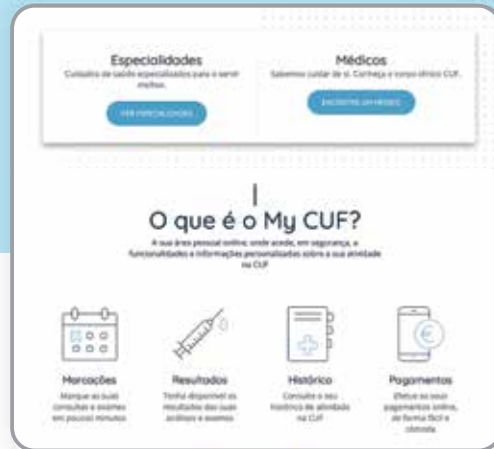 Especialidades
Cuidados de saúde especializados para o servir
melhor.
VER ESPECIALIDADES
Médicos
Sabemos cuidar de si. Conheça o corpo clínico CUF.
ENCONTRE UM MÉDICO
O que é o My CUF?
A sua área pessoal online, onde acede, em segurança, a
funcionalidades e informações personalizadas sobre a sua atividade
na CUF
Marcações
Marque as suas
consultas e exames
em poucos minutos
Resultados
Tenha disponível os
resultados das suas
análises e exames
Histórico
Consulte o seu
histórico de atividade
na CUF
Pagamentos
Efetue os seus
pagamentos online,
de forma fácil e
cómoda